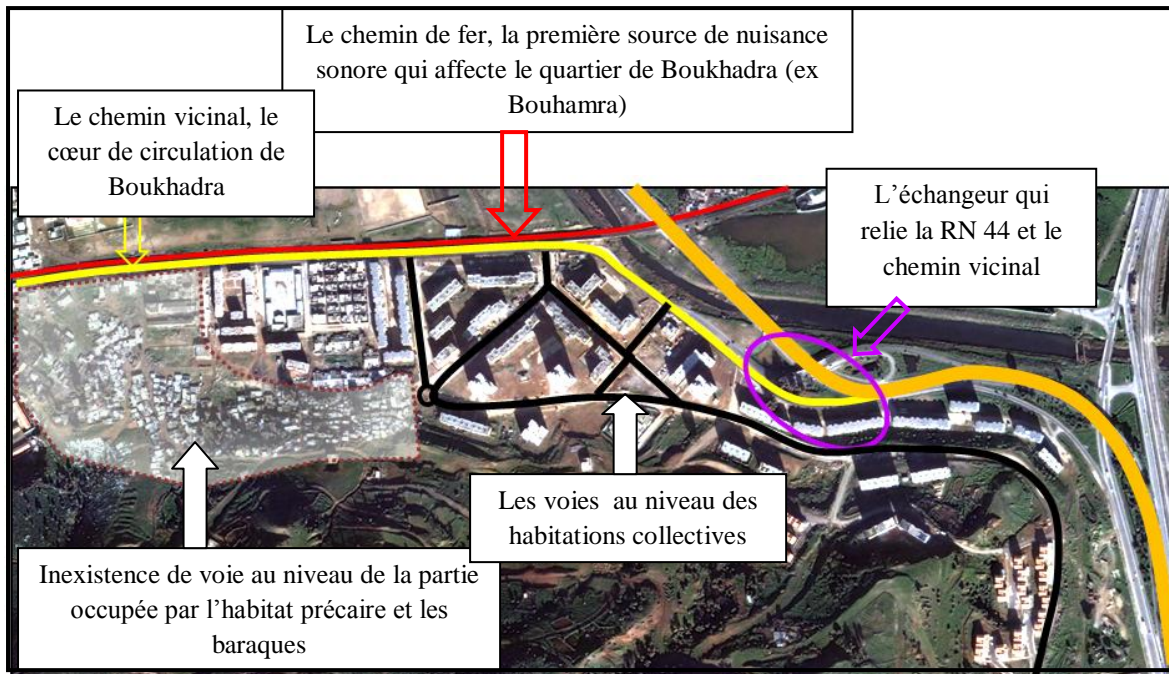 Le chemin de fer, la première source de nuisance
sonore qui affecte le quartier de Boukhadra (ex
Bouhamra)
Le chemin vicinal, le
cœur de circulation de
Boukhadra
L’échangeur qui
relie la RN 44 et le
chemin vicinal
Les voies au niveau des
habitations collectives
Inexistence de voie au niveau de la partie
occupée par l’habitat précaire et les
baraques